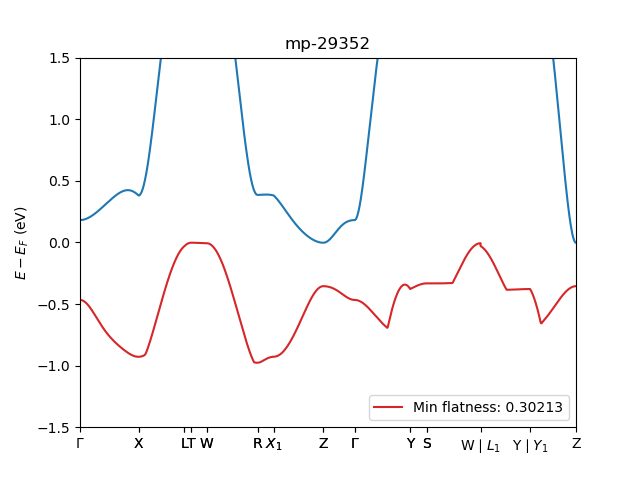 mp-29352
E − E_F (eV)
1.5
1.0
0.5
0.0
−0.5
−1.0
−1.5
Min flatness: 0.30213
Γ X LT W R X₁ Z Γ Y S W | L₁ Y | Y₁ Z